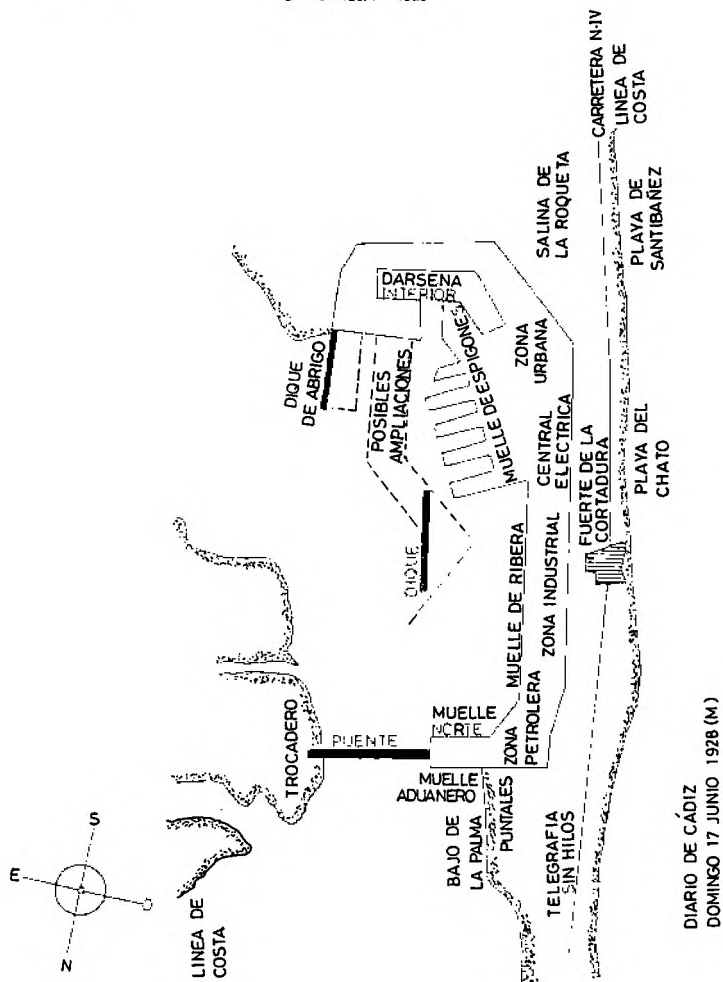 E
S
N
O
LINEA DE
COSTA
TROCADERO
PUENTE
DIQUE
DIQUE
DE ABRIGO
POSIBLES
AMPLIACIONES
DARSENA
INTERIOR
MUELLE DE ESPIGONES
MUELLE
NORTE
MUELLE
ADUANERO
BAJO DE
LA PALMA
PUNTALES
ZONA
PETROLERA
MUELLE DE RIBERA
ZONA INDUSTRIAL
CENTRAL
ELECTRICA
ZONA
URBANA
SALINA DE
LA ROQUETA
CARRETERA N-IV
LINEA DE
COSTA
TELEGRAFIA
SIN HILOS
FUERTE DE LA
CORTADURA
PLAYA DEL
CHATO
PLAYA DE
SANTIBAÑEZ
DIARIO DE CÁDIZ
DOMINGO 17 JUNIO 1928 (M)